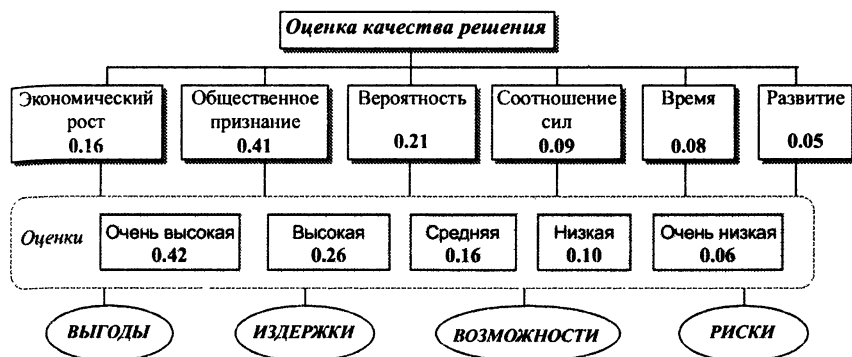 Оценка качества решения
Экономический рост 0.16
Общественное признание 0.41
Вероятность 0.21
Соотношение сил 0.09
Время 0.08
Развитие 0.05
Оценки
Очень высокая 0.42
Высокая 0.26
Средняя 0.16
Низкая 0.10
Очень низкая 0.06
ВЫГОДЫ
ИЗДЕРЖКИ
ВОЗМОЖНОСТИ
РИСКИ